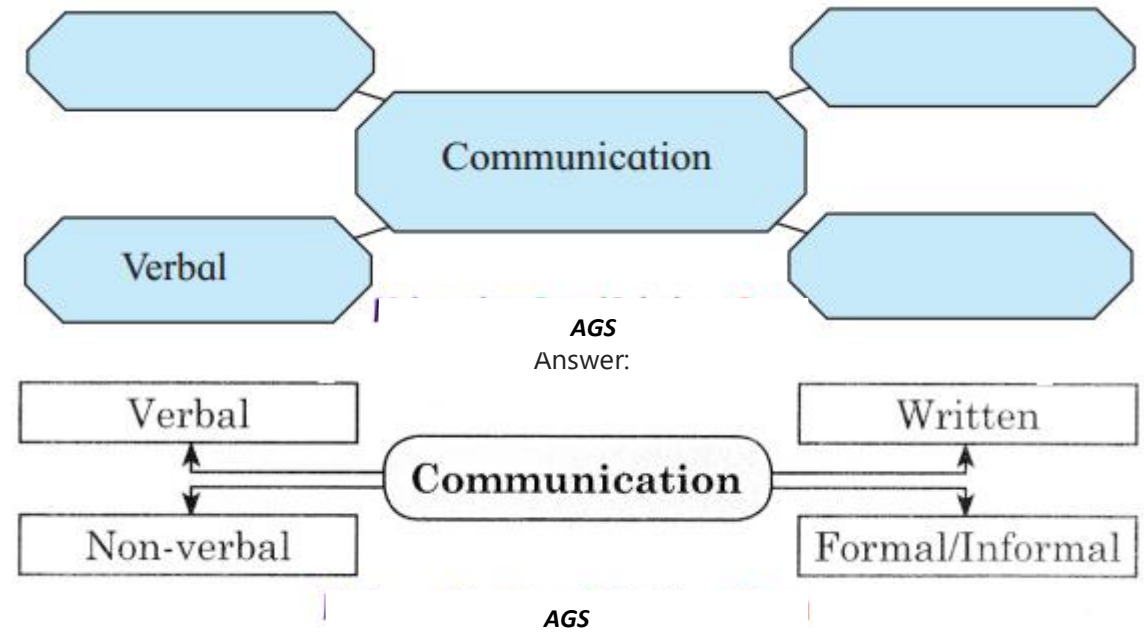 Communication
Verbal
AGS
Answer:
Verbal
Written
Communication
Non-verbal
Formal/Informal
AGS